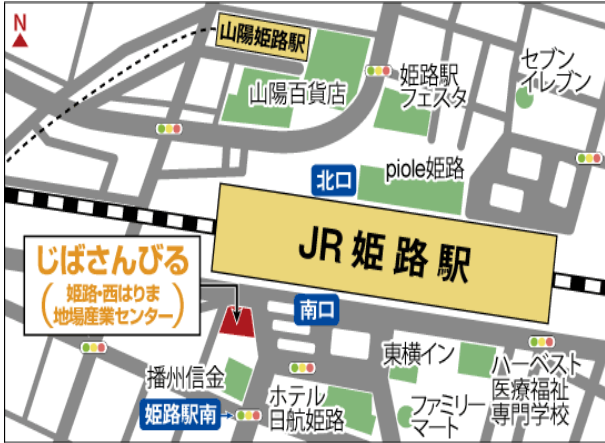 N
山陽姫路駅
山陽百貨店
姫路駅
フェスタ
セブン
イレブン
北口
piole姫路
JR姫路駅
じばさんびる
(姫路・西はりま
地場産業センター)
南口
播州信金
姫路駅南
ホテル
日航姫路
東横イン
ファミリー
マート
ハーベスト
医療福祉
専門学校